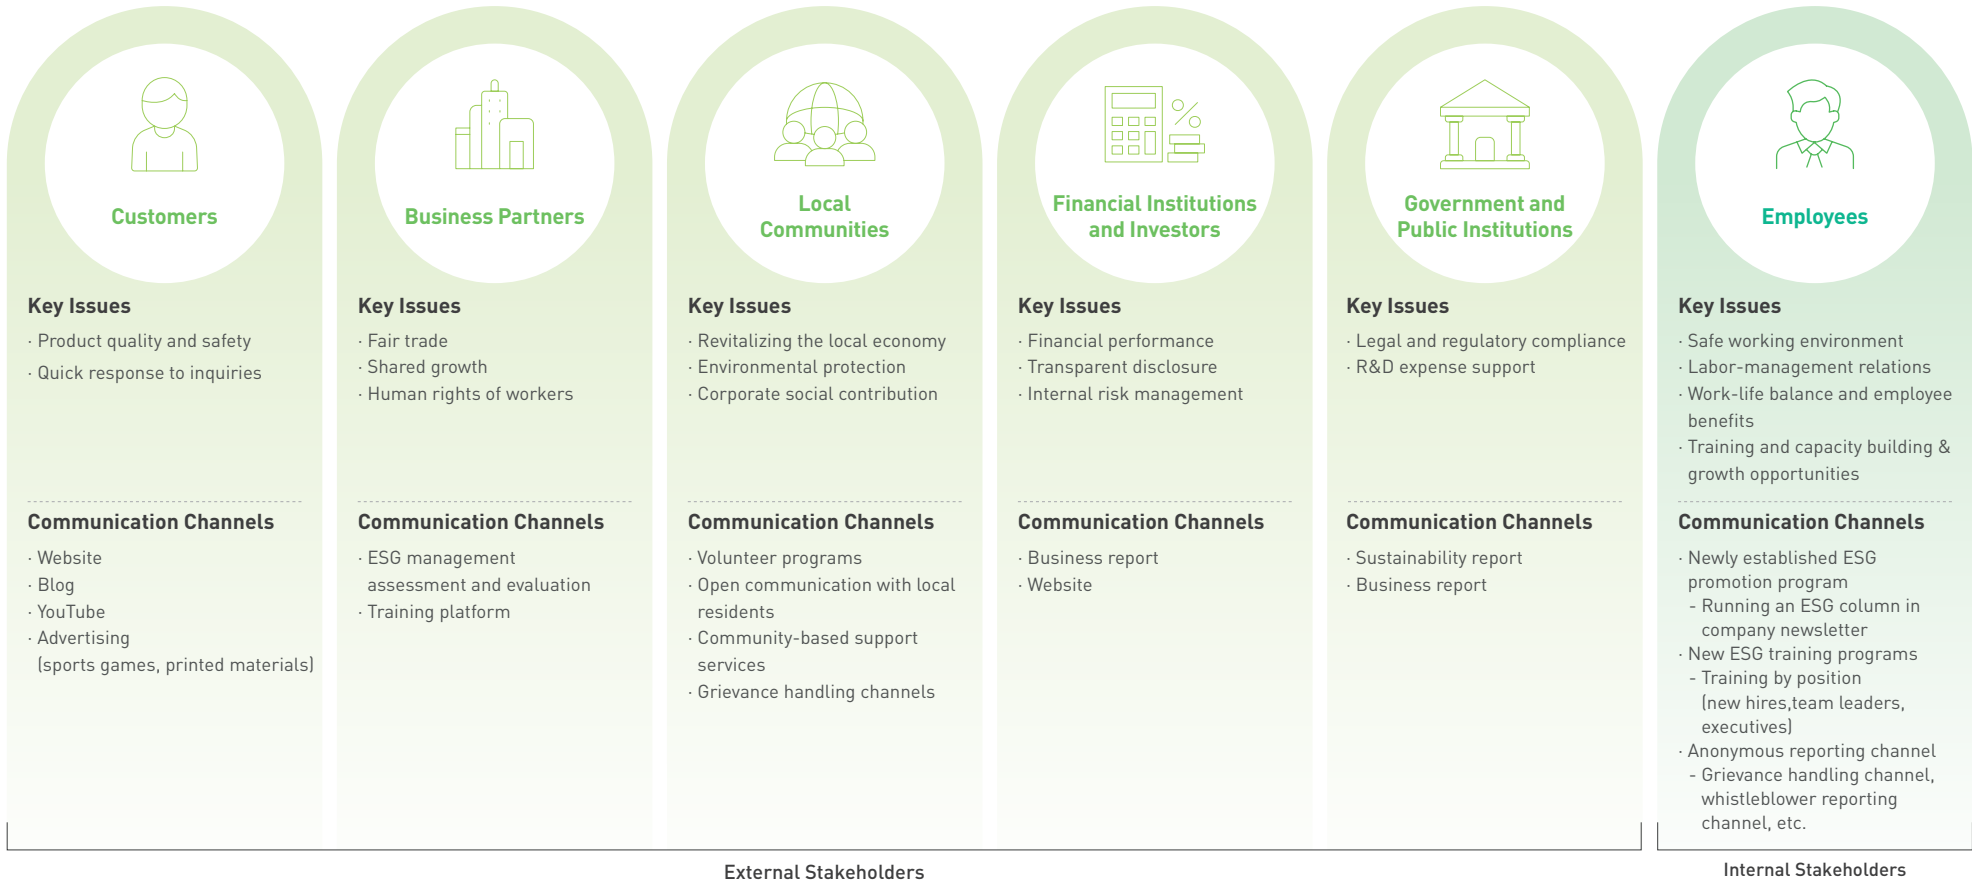 Customers
Key Issues
· Product quality and safety
· Quick response to inquiries
Communication Channels
· Website
· Blog
· YouTube
· Advertising
(sports games, printed materials)
Business Partners
Key Issues
· Fair trade
· Shared growth
· Human rights of workers
Communication Channels
· ESG management
assessment and evaluation
· Training platform
Local
Communities
Key Issues
· Revitalizing the local economy
· Environmental protection
· Corporate social contribution
Communication Channels
· Volunteer programs
· Open communication with local
residents
· Community-based support
services
· Grievance handling channels
Financial Institutions
and Investors
Key Issues
· Financial performance
· Transparent disclosure
· Internal risk management
Communication Channels
· Business report
· Website
Government and
Public Institutions
Key Issues
· Legal and regulatory compliance
· R&D expense support
Communication Channels
· Sustainability report
· Business report
External Stakeholders
Employees
Key Issues
· Safe working environment
· Labor-management relations
· Work-life balance and employee
benefits
· Training and capacity building &
growth opportunities
Communication Channels
· Newly established ESG
promotion program
- Running an ESG column in
company newsletter
· New ESG training programs
- Training by position
(new hires,team leaders,
executives)
· Anonymous reporting channel
- Grievance handling channel,
whistleblower reporting
channel, etc.
Internal Stakeholders